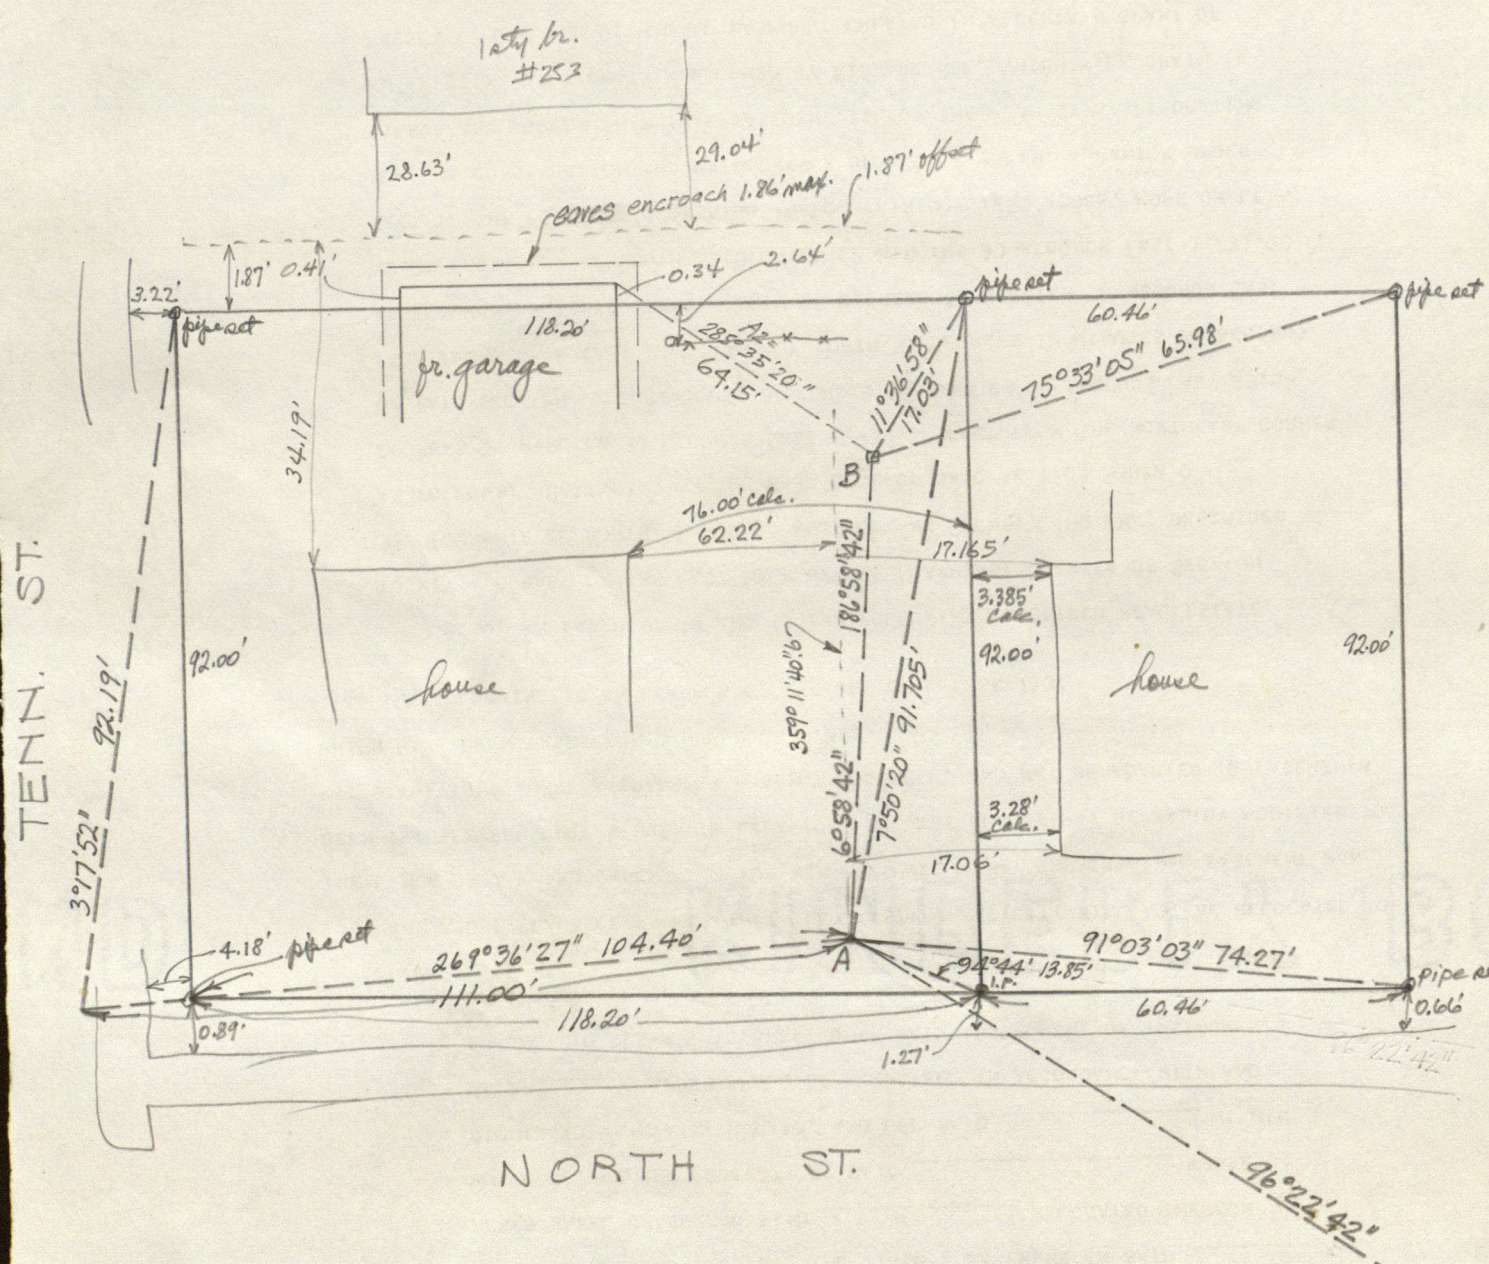 1 sty br.
#253
28.63'
29.04'
1.87' offset
eaves encroach 1.86' max.
1.87'
0.41'
0.34
2.64'
3.22'
pipe set
pipe set
pipe set
118.20'
60.46'
fr. garage
Az=
285° 35' 20"
64.15'
11° 36' 58"
17.03'
75° 33' 05" 65.98'
34.19'
B
76.00' calc.
62.22'
17.165'
3.385'
calc.
186° 58' 42"
359° 11' 40".67
92.00'
92.00'
92.00'
house
house
TENN. ST.
92.19'
3° 17' 52"
6° 58' 42"
7° 50' 20" 91.705'
3.28'
calc.
17.06'
4.18'
pipe set
269° 36' 27" 104.40'
A
91° 03' 03" 74.27'
94° 44' 13.85'
I.P.
111.00'
118.20'
60.46'
pipe
0.66'
0.89'
1.27'
96° 22' 42"
NORTH ST.
96° 22' 42"